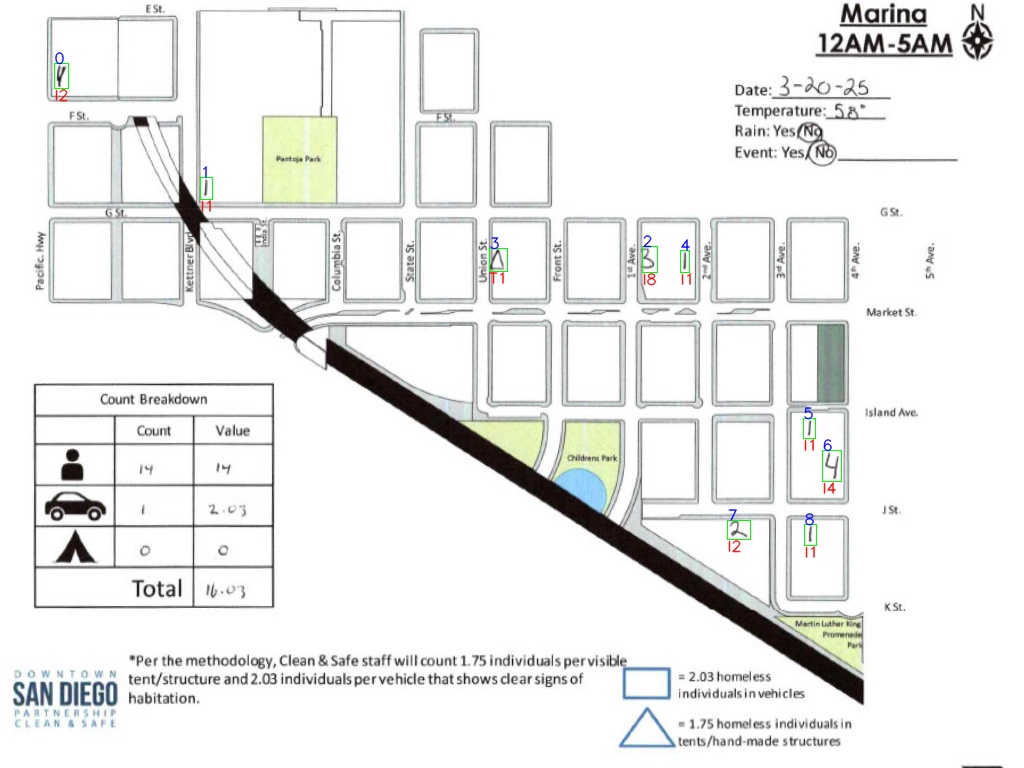 Marina
12AM-5AM
N
Date: 3-20-25
Temperature: 58°
Rain: Yes/No
Event: Yes/No
E St.
0
I2
F St.
F St.
Pantoja Park
1
1
I1
G St.
G St.
Pacific. Hwy
Kettner Blvd
India St.
Columbia St.
State St.
Union St.
Front St.
1st Ave.
2nd Ave.
3rd Ave.
4th Ave.
5th Ave.
3
T1
2
3
I8
4
1
I1
Market St.
Island Ave.
5
1
I1
6
4
I4
Childrens Park
J St.
7
2
I2
8
1
I1
K St.
Martin Luther King
Promenade
Park
Count Breakdown
Count Value
14 14
1 2.03
0 0
Total 16.03
*Per the methodology, Clean & Safe staff will count 1.75 individuals per visible
tent/structure and 2.03 individuals per vehicle that shows clear signs of
habitation.
DOWNTOWN
SAN DIEGO
PARTNERSHIP
CLEAN & SAFE
= 2.03 homeless
individuals in vehicles
= 1.75 homeless individuals in
tents/hand-made structures